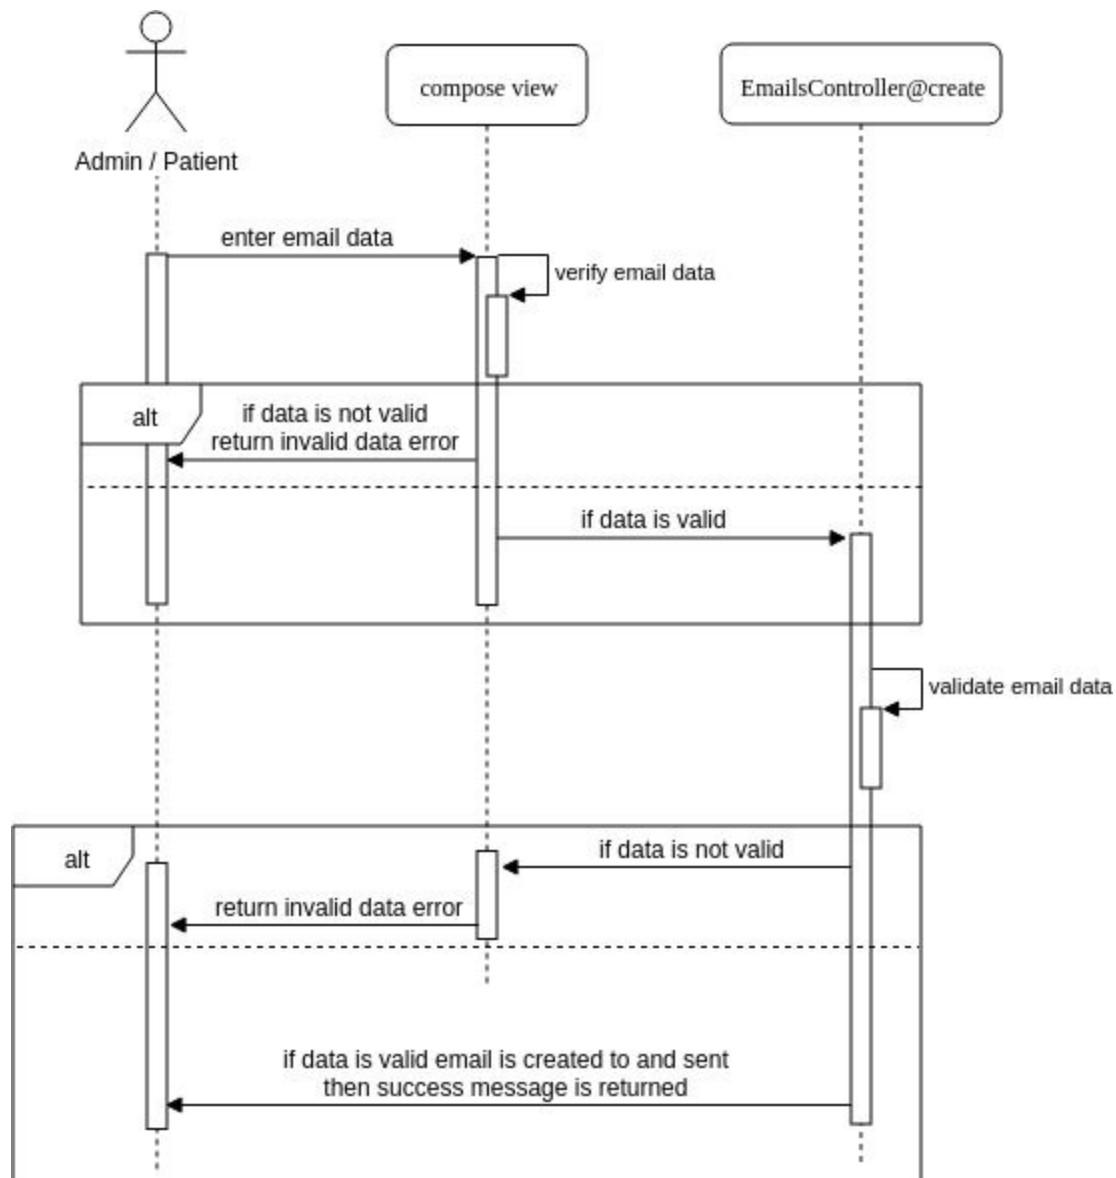 compose view
EmailsController@create
Admin / Patient
enter email data
verify email data
alt
if data is not valid
return invalid data error
if data is valid
validate email data
alt
if data is not valid
return invalid data error
if data is valid email is created to and sent
then success message is returned